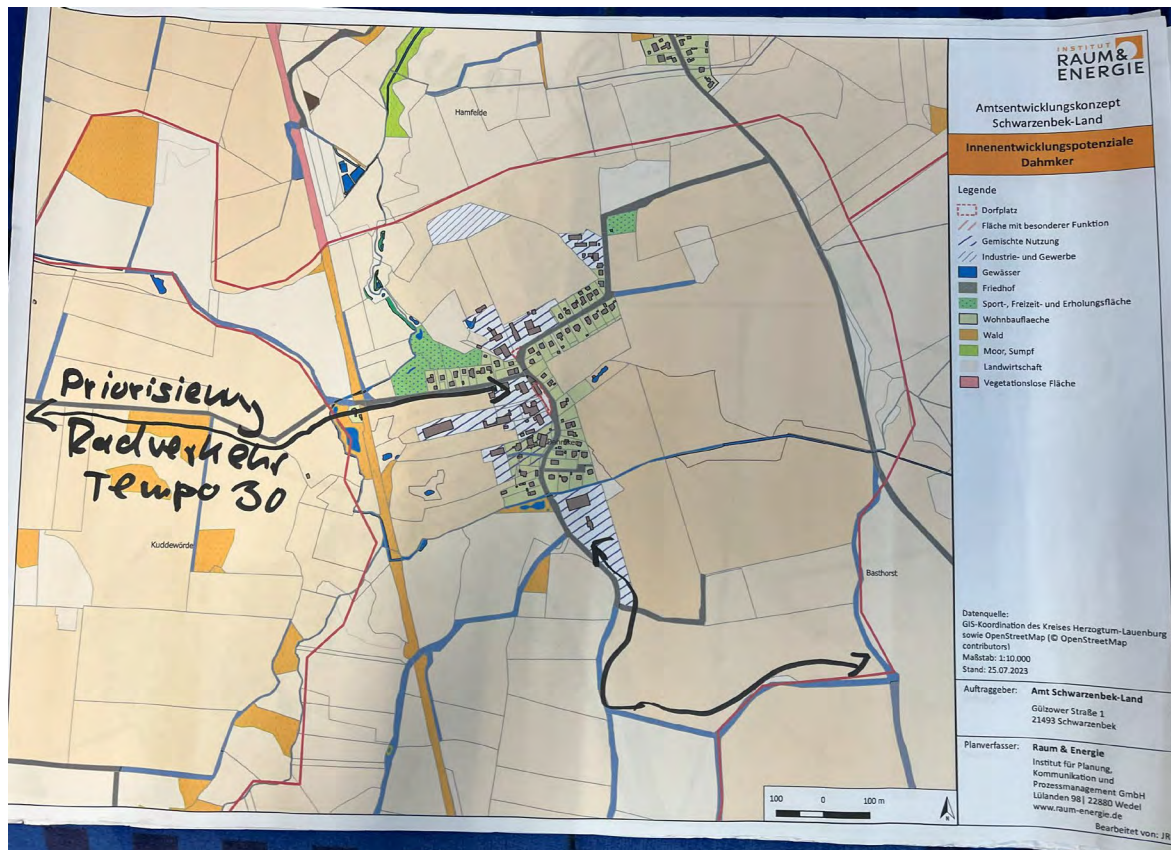 INSTITUT
RAUM&
ENERGIE
Amtsentwicklungskonzept
Schwarzenbek-Land
Innenentwicklungspotenziale
Dahmker
Legende
Dorfplatz
Fläche mit besonderer Funktion
Gemischte Nutzung
Industrie- und Gewerbe
Gewässer
Friedhof
Sport-, Freizeit- und Erholungsfläche
Wohnbauflaeche
Wald
Moor, Sumpf
Landwirtschaft
Vegetationslose Fläche
Hamfelde
Priorisierung
Radverkehr
Tempo 30
Kuddewörde
Basthorst
Datenquelle:
GIS-Koordination des Kreises Herzogtum-Lauenburg
sowie OpenStreetMap (© OpenStreetMap
contributors)
Maßstab: 1:10.000
Stand: 25.07.2023
Auftraggeber: Amt Schwarzenbek-Land
Gülzower Straße 1
21493 Schwarzenbek
Planverfasser: Raum & Energie
Institut für Planung,
Kommunikation und
Prozessmanagement GmbH
Lülanden 98| 22880 Wedel
www.raum-energie.de
Bearbeitet von: JR
100 0 100 m